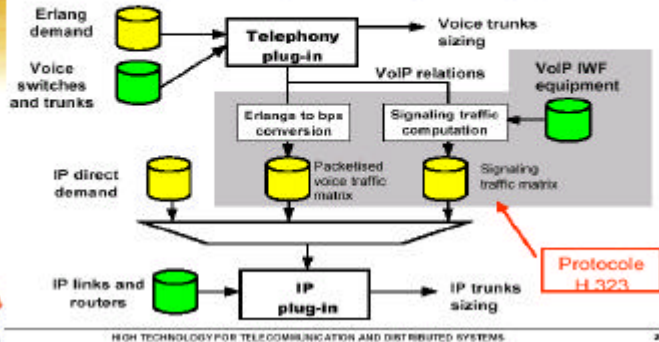 Erlang
demand
Telephony
plug-in
Voice trunks
sizing
Voice
switches
and trunks
VoIP relations
VoIP IWF
equipment
Erlangs to bps
conversion
Signaling traffic
computation
IP direct
demand
Packetised
voice traffic
matrix
Signaling
traffic matrix
Protocole
H.323
IP links and
routers
IP
plug-in
IP trunks
sizing
HIGH TECHNOLOGY FOR TELECOMMUNICATION AND DISTRIBUTED SYSTEMS